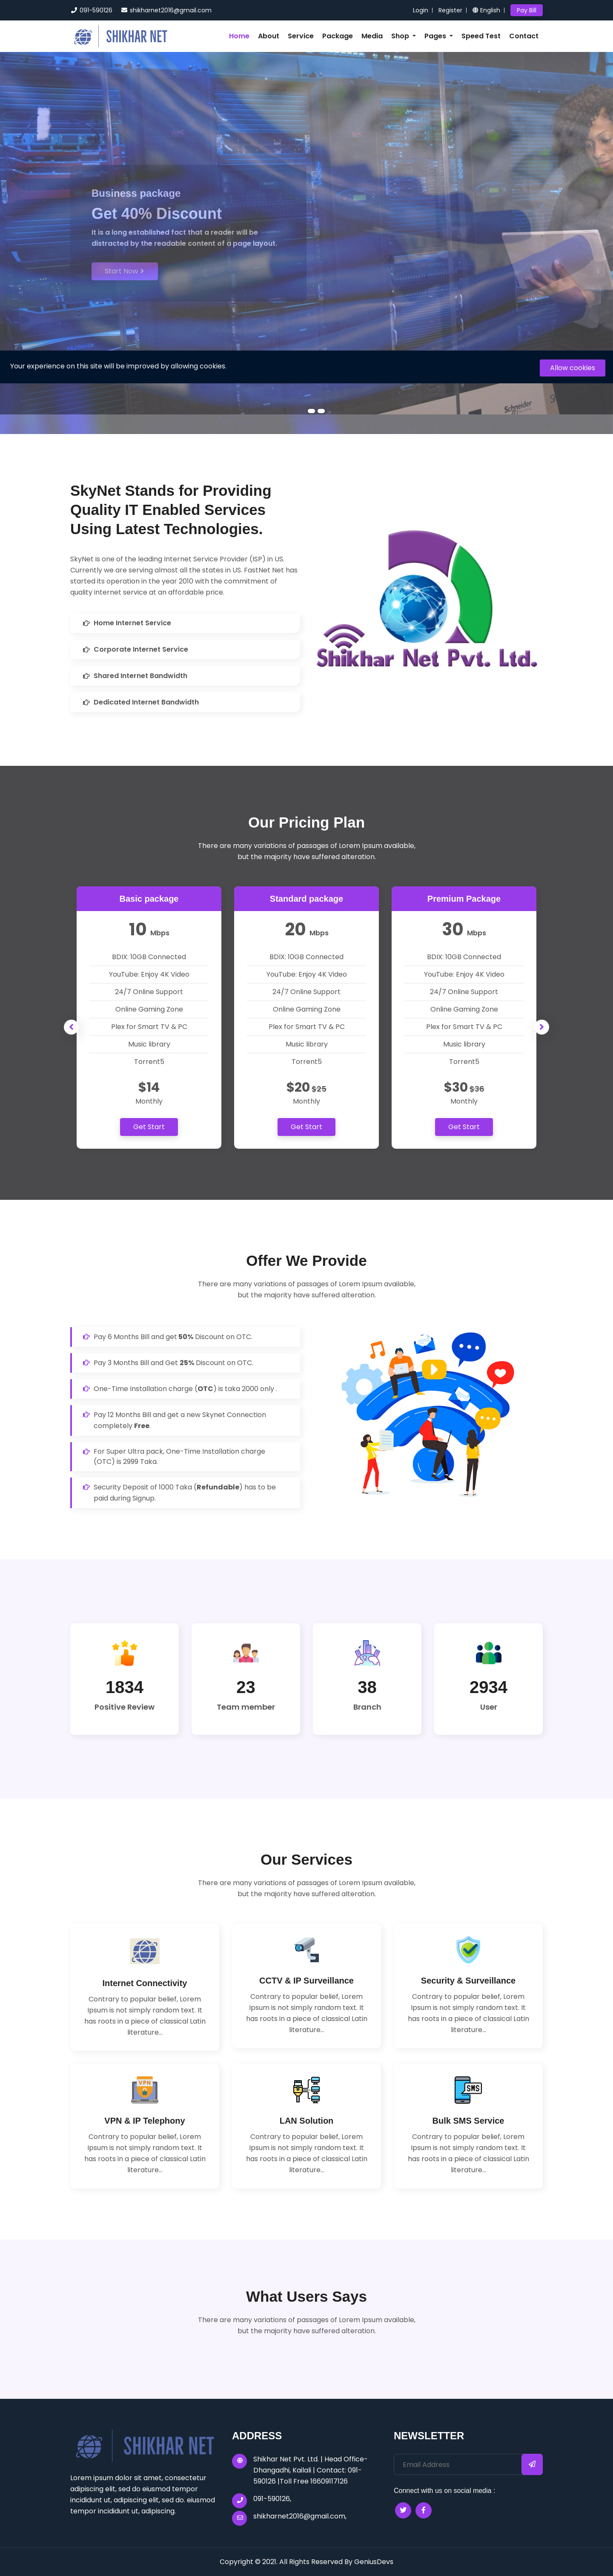 091-590126 shikharnet2016@gmail.com Login | Register | English | Pay Bill
SHIKHAR NET
Home About Service Package Media Shop Pages Speed Test Contact
Business package
Get 40% Discount
It is a long established fact that a reader will be
distracted by the readable content of a page layout.
Start Now
Your experience on this site will be improved by allowing cookies.
Allow cookies
Schneider
SkyNet Stands for Providing
Quality IT Enabled Services
Using Latest Technologies.
SkyNet is one of the leading Internet Service Provider (ISP) in US.
Currently we are serving almost all the states in US. FastNet Net has
started its operation in the year 2010 with the commitment of
quality internet service at an affordable price.
Home Internet Service
Corporate Internet Service
Shared Internet Bandwidth
Dedicated Internet Bandwidth
Shikhar Net Pvt. Ltd.
Our Pricing Plan
There are many variations of passages of Lorem Ipsum available,
but the majority have suffered alteration.
Basic package
10 Mbps
BDIX: 10GB Connected
YouTube: Enjoy 4K Video
24/7 Online Support
Online Gaming Zone
Plex for Smart TV & PC
Music library
Torrent5
$14
Monthly
Get Start
Standard package
20 Mbps
BDIX: 10GB Connected
YouTube: Enjoy 4K Video
24/7 Online Support
Online Gaming Zone
Plex for Smart TV & PC
Music library
Torrent5
$20 $25
Monthly
Get Start
Premium Package
30 Mbps
BDIX: 10GB Connected
YouTube: Enjoy 4K Video
24/7 Online Support
Online Gaming Zone
Plex for Smart TV & PC
Music library
Torrent5
$30 $36
Monthly
Get Start
Offer We Provide
There are many variations of passages of Lorem Ipsum available,
but the majority have suffered alteration.
Pay 6 Months Bill and get 50% Discount on OTC.
Pay 3 Months Bill and Get 25% Discount on OTC.
One-Time Installation charge (OTC) is taka 2000 only .
Pay 12 Months Bill and get a new Skynet Connection
completely Free.
For Super Ultra pack, One-Time Installation charge
(OTC) is 2999 Taka.
Security Deposit of 1000 Taka (Refundable) has to be
paid during Signup.
1834
Positive Review
23
Team member
38
Branch
2934
User
Our Services
There are many variations of passages of Lorem Ipsum available,
but the majority have suffered alteration.
Internet Connectivity
Contrary to popular belief, Lorem
Ipsum is not simply random text. It
has roots in a piece of classical Latin
literature...
CCTV & IP Surveillance
Contrary to popular belief, Lorem
Ipsum is not simply random text. It
has roots in a piece of classical Latin
literature...
Security & Surveillance
Contrary to popular belief, Lorem
Ipsum is not simply random text. It
has roots in a piece of classical Latin
literature...
VPN
VPN & IP Telephony
Contrary to popular belief, Lorem
Ipsum is not simply random text. It
has roots in a piece of classical Latin
literature...
LAN Solution
Contrary to popular belief, Lorem
Ipsum is not simply random text. It
has roots in a piece of classical Latin
literature...
SMS
Bulk SMS Service
Contrary to popular belief, Lorem
Ipsum is not simply random text. It
has roots in a piece of classical Latin
literature...
What Users Says
There are many variations of passages of Lorem Ipsum available,
but the majority have suffered alteration.
SHIKHAR NET
Lorem ipsum dolor sit amet, consectetur
adipiscing elit, sed do eiusmod tempor
incididunt ut, adipiscing elit, sed do. eiusmod
tempor incididunt ut, adipiscing.
ADDRESS
Shikhar Net Pvt. Ltd. | Head Office-
Dhangadhi, Kailali | Contact: 091-
590126 |Toll Free 16609117126
091-590126,
shikharnet2016@gmail.com,
NEWSLETTER
Email Address
Connect with us on social media :
Copyright © 2021. All Rights Reserved By GeniusDevs